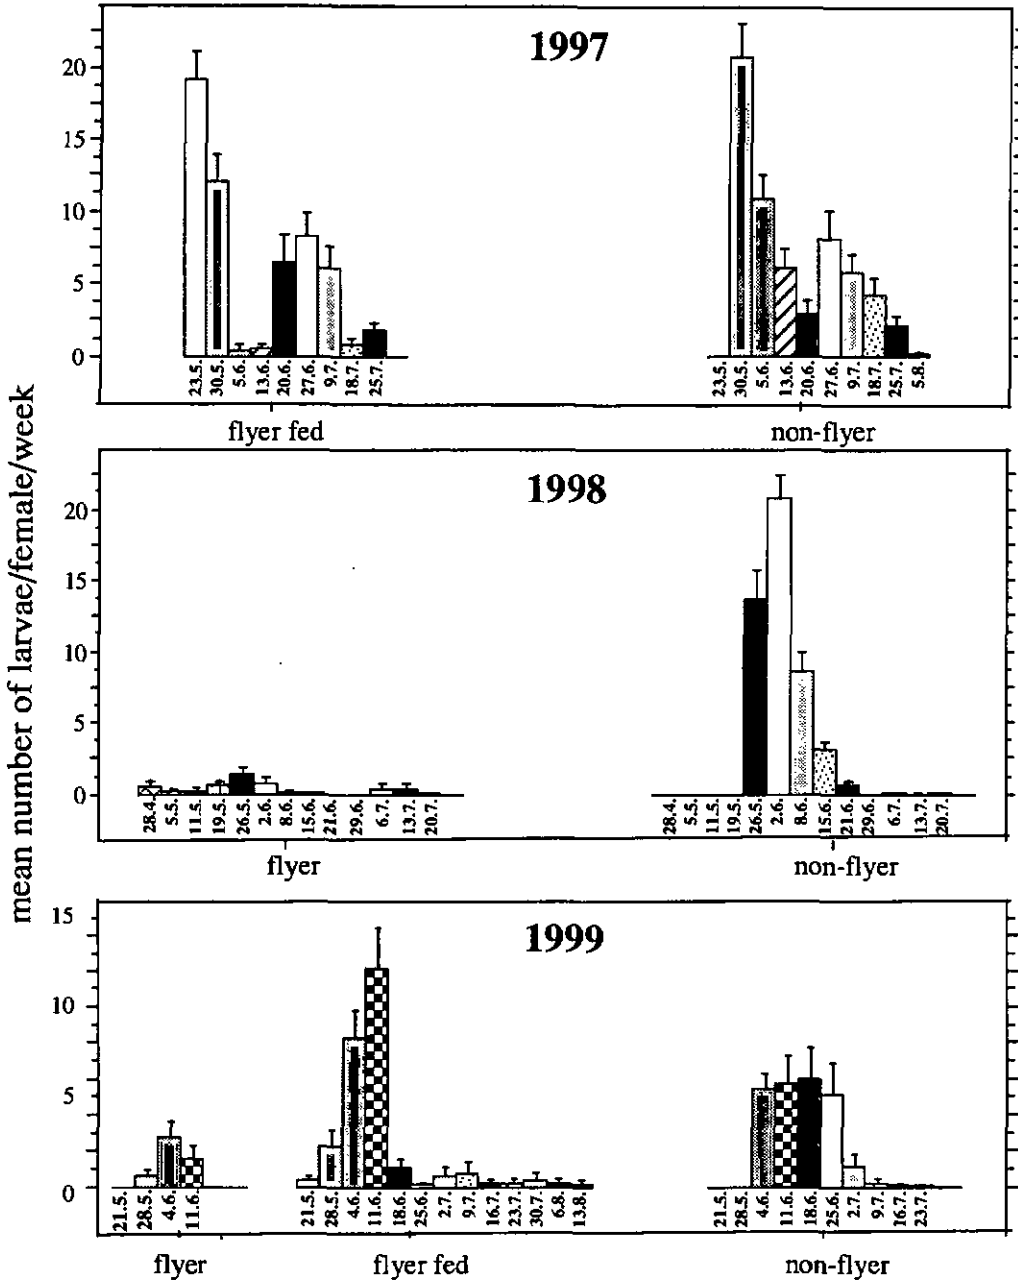 mean number of larvae/female/week
1997
20
15
10
5
0
23.5. 30.5. 5.6. 13.6. 20.6. 27.6. 9.7. 18.7. 25.7.
23.5. 30.5. 5.6. 13.6. 20.6. 27.6. 9.7. 18.7. 25.7. 5.8.
flyer fed non-flyer
1998
20
15
10
5
0
28.4. 5.5. 11.5. 19.5. 26.5. 2.6. 8.6. 15.6. 21.6. 29.6. 6.7. 13.7. 20.7.
28.4. 5.5. 11.5. 19.5. 26.5. 2.6. 8.6. 15.6. 21.6. 29.6. 6.7. 13.7. 20.7.
flyer non-flyer
1999
15
10
5
0
21.5. 28.5. 4.6. 11.6.
21.5. 28.5. 4.6. 11.6. 18.6. 25.6. 2.7. 9.7. 16.7. 23.7. 30.7. 6.8. 13.8.
21.5. 28.5. 4.6. 11.6. 18.6. 25.6. 2.7. 9.7. 16.7. 23.7.
flyer flyer fed non-flyer